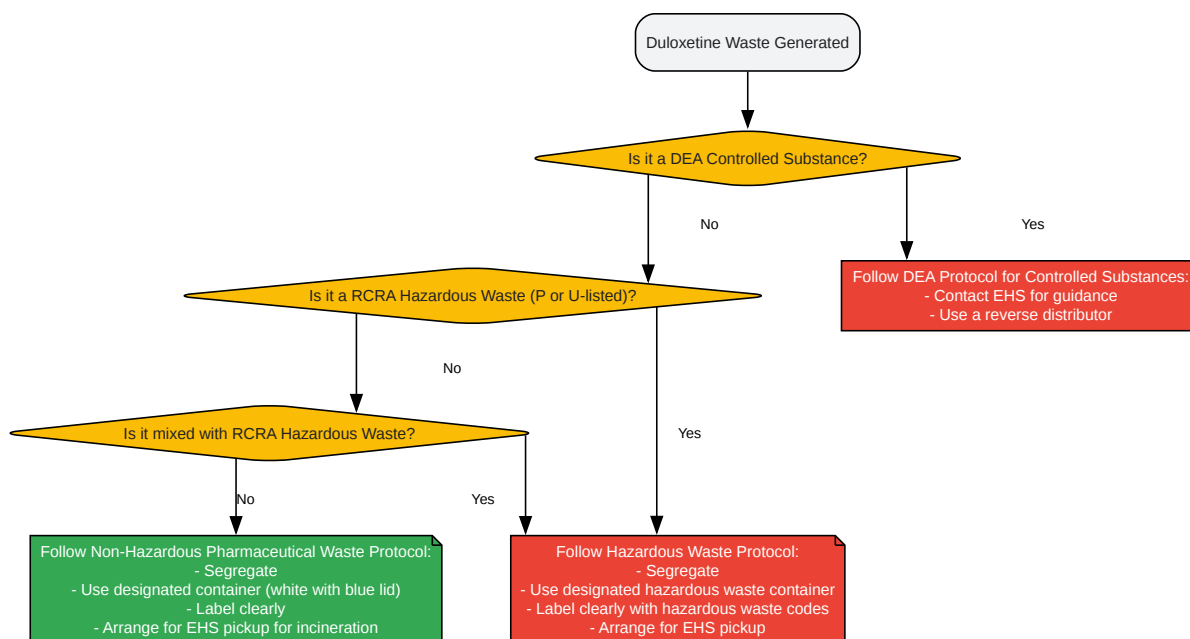 Duloxetine Waste Generated
Is it a DEA Controlled Substance?
No
Yes
Is it a RCRA Hazardous Waste (P or U-listed)?
Follow DEA Protocol for Controlled Substances:
- Contact EHS for guidance
- Use a reverse distributor
No
Is it mixed with RCRA Hazardous Waste?
Yes
No
Yes
Follow Non-Hazardous Pharmaceutical Waste Protocol:
- Segregate
- Use designated container (white with blue lid)
- Label clearly
- Arrange for EHS pickup for incineration
Follow Hazardous Waste Protocol:
- Segregate
- Use designated hazardous waste container
- Label clearly with hazardous waste codes
- Arrange for EHS pickup